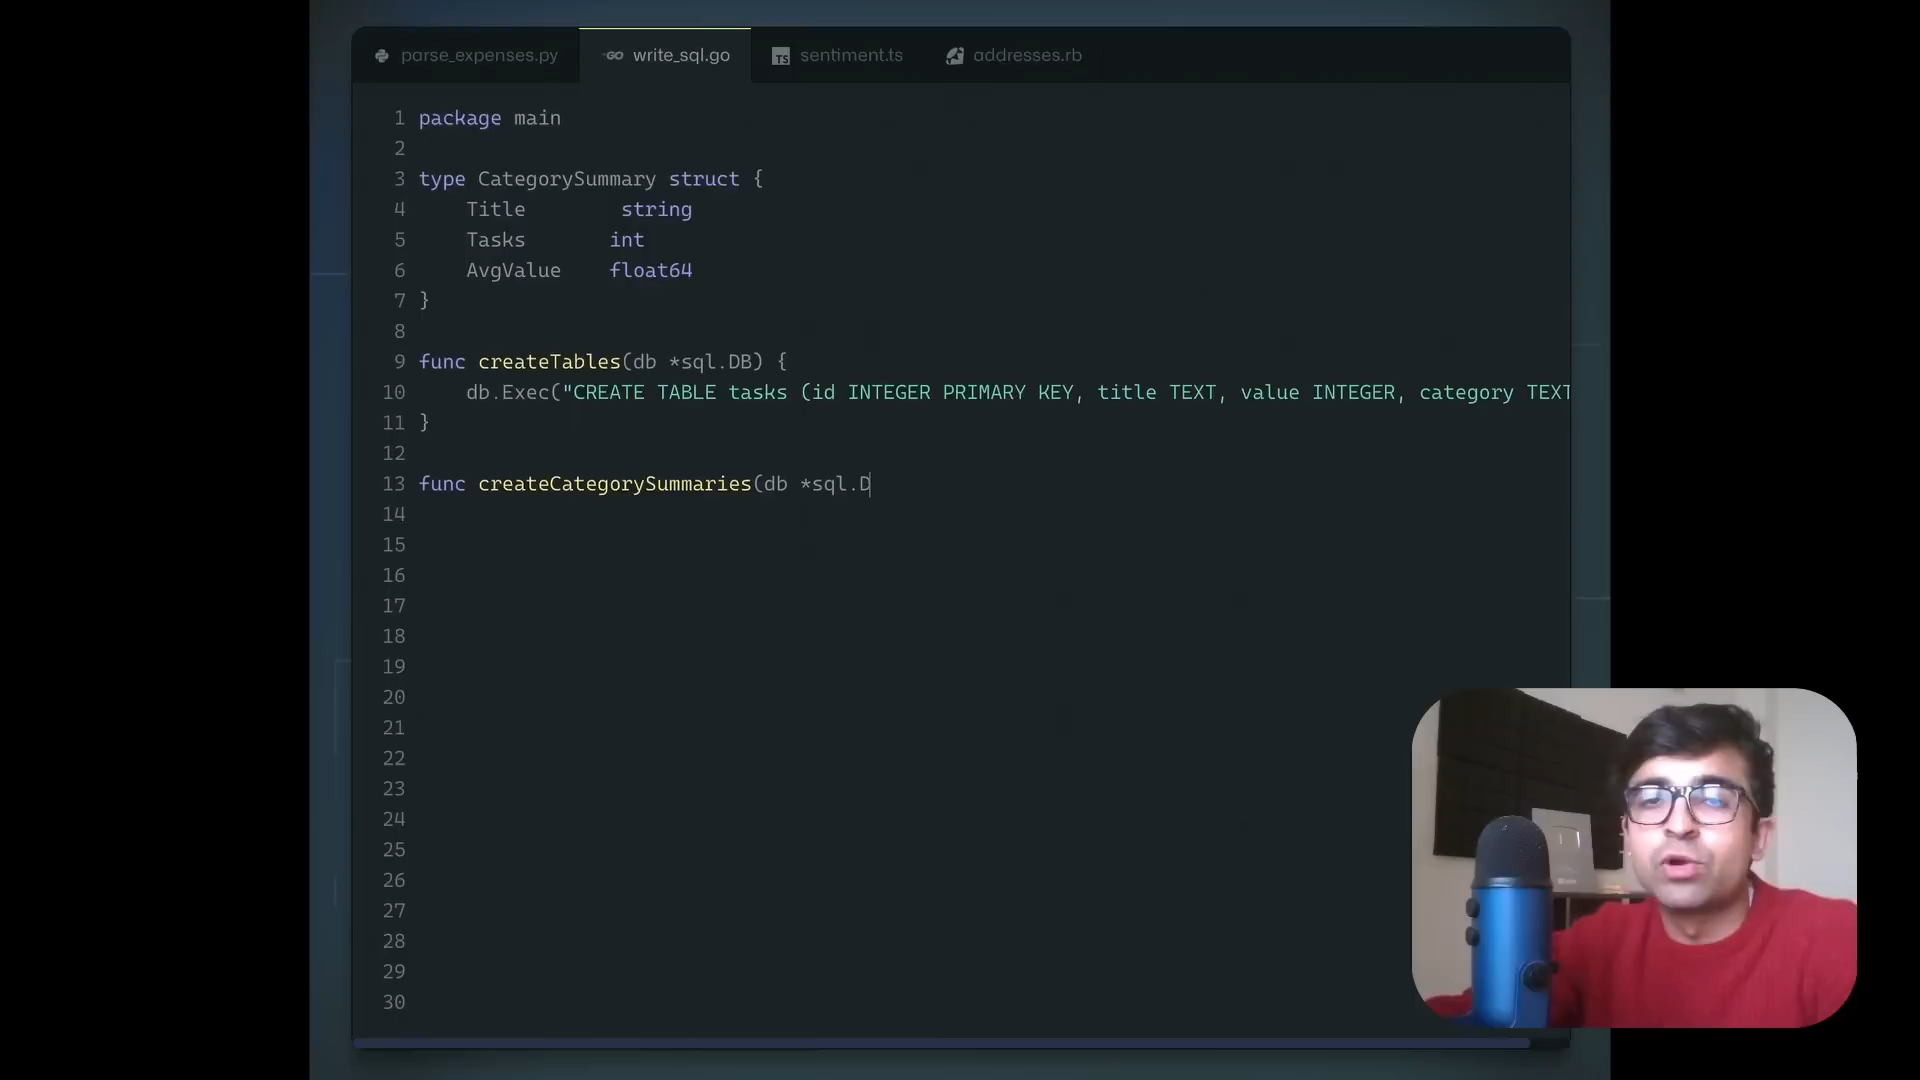 parse_expenses.py write_sql.go sentiment.ts addresses.rb
1 package main
2
3 type CategorySummary struct {
4 Title string
5 Tasks int
6 AvgValue float64
7 }
8
9 func createTables(db *sql.DB) {
10 db.Exec("CREATE TABLE tasks (id INTEGER PRIMARY KEY, title TEXT, value INTEGER, category TEXT
11 }
12
13 func createCategorySummaries(db *sql.D
14
15
16
17
18
19
20
21
22
23
24
25
26
27
28
29
30